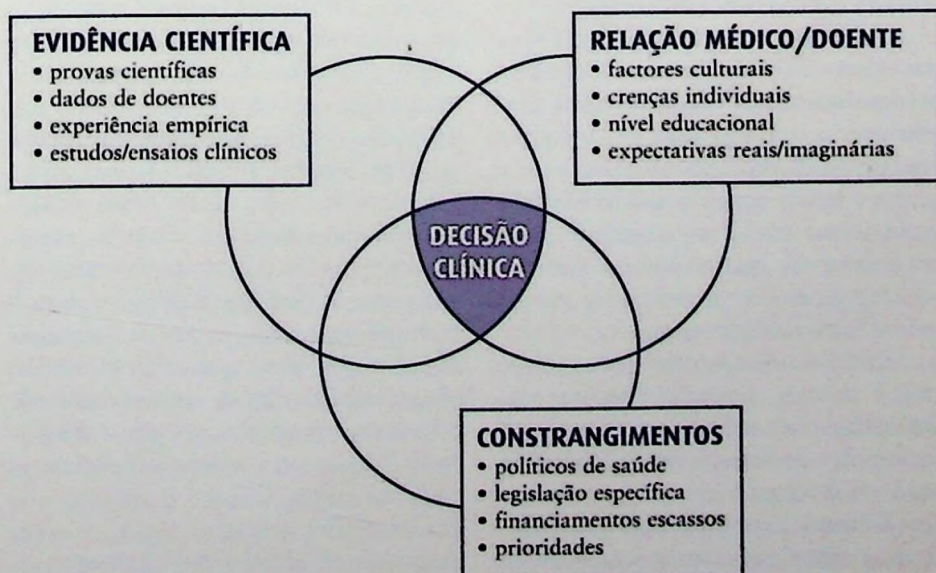 EVIDÊNCIA CIENTÍFICA
• provas científicas
• dados de doentes
• experiência empírica
• estudos/ensaios clínicos
RELAÇÃO MÉDICO/DOENTE
• factores culturais
• crenças individuais
• nível educacional
• expectativas reais/imaginárias
DECISÃO
CLÍNICA
CONSTRANGIMENTOS
• políticos de saúde
• legislação específica
• financiamentos escassos
• prioridades